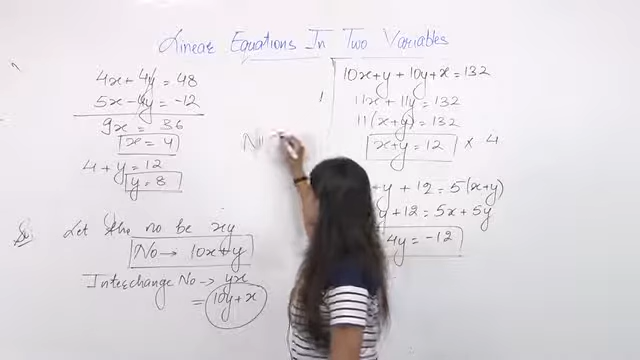 Linear Equations In Two Variables
4x + 4y = 48
5x - 4y = -12
9x = 36
x = 4
4 + y = 12
y = 8
Let the no be xy
No → 10x+y
Interchange No → yx
= 10y+x
10x+y + 10y+x = 132
11x + 11y = 132
11(x+y) = 132
x+y = 12 × 4
+y + 12 = 5(x+y)
y + 12 = 5x + 5y
4y = -12